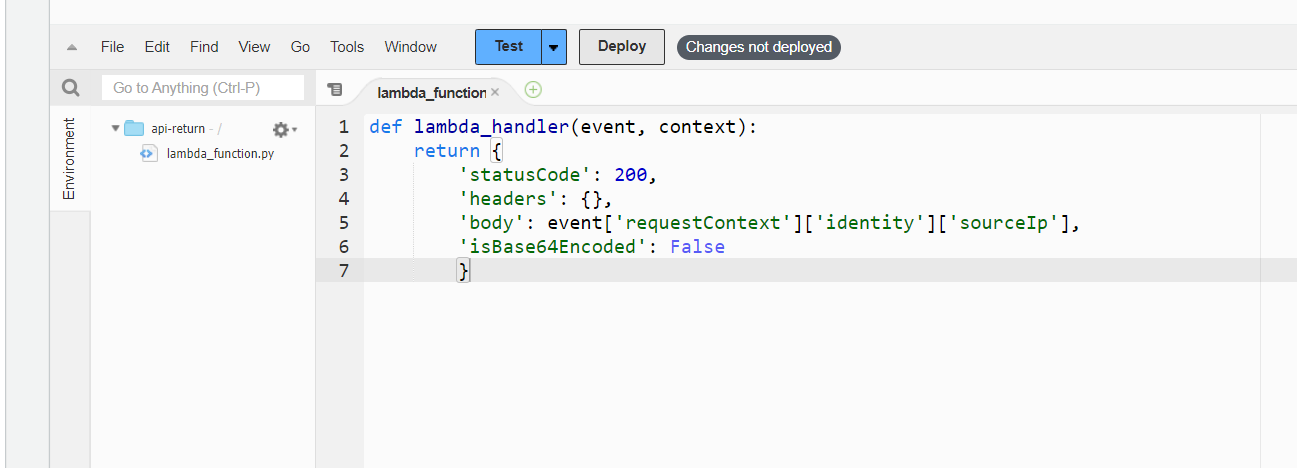 File Edit Find View Go Tools Window Test Deploy Changes not deployed
Go to Anything (Ctrl-P)
lambda_function
Environment
api-return - /
lambda_function.py
1 def lambda_handler(event, context):
2 return {
3 'statusCode': 200,
4 'headers': {},
5 'body': event['requestContext']['identity']['sourceIp'],
6 'isBase64Encoded': False
7 }